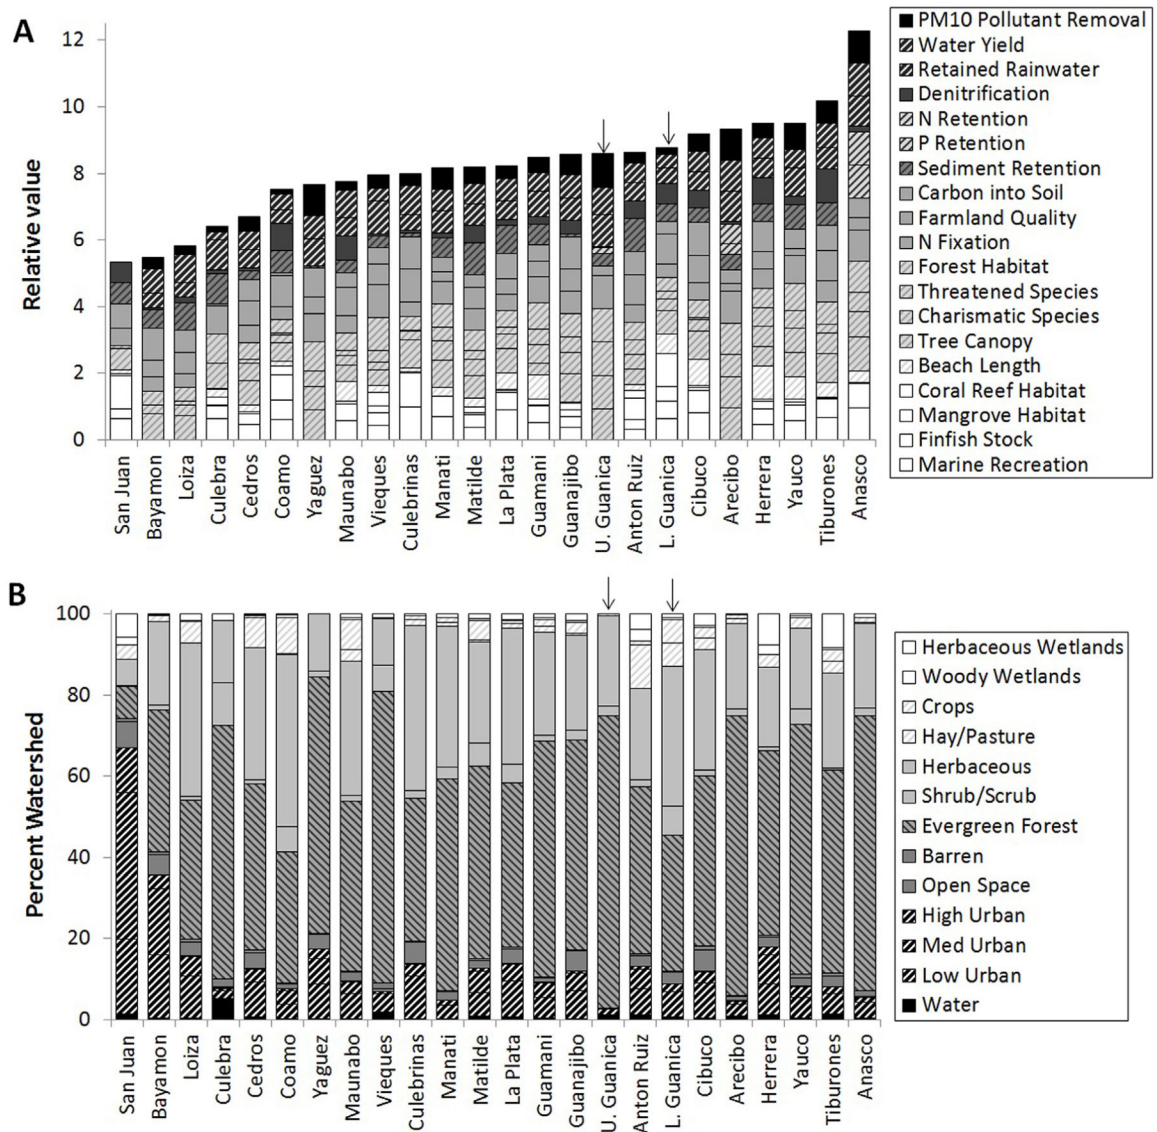 A
Relative value
12
10
8
6
4
2
0
San Juan
Bayamon
Loiza
Culebra
Cedros
Coamo
Yaguez
Maunabo
Vieques
Culebrinas
Manati
Matilde
La Plata
Guamani
Guanajibo
U. Guanica
Anton Ruiz
L. Guanica
Cibuco
Arecibo
Herrera
Yauco
Tiburones
Anasco
PM10 Pollutant Removal
Water Yield
Retained Rainwater
Denitrification
N Retention
P Retention
Sediment Retention
Carbon into Soil
Farmland Quality
N Fixation
Forest Habitat
Threatened Species
Charismatic Species
Tree Canopy
Beach Length
Coral Reef Habitat
Mangrove Habitat
Finfish Stock
Marine Recreation
B
Percent Watershed
100
80
60
40
20
0
San Juan
Bayamon
Loiza
Culebra
Cedros
Coamo
Yaguez
Maunabo
Vieques
Culebrinas
Manati
Matilde
La Plata
Guamani
Guanajibo
U. Guanica
Anton Ruiz
L. Guanica
Cibuco
Arecibo
Herrera
Yauco
Tiburones
Anasco
Herbaceous Wetlands
Woody Wetlands
Crops
Hay/Pasture
Herbaceous
Shrub/Scrub
Evergreen Forest
Barren
Open Space
High Urban
Med Urban
Low Urban
Water